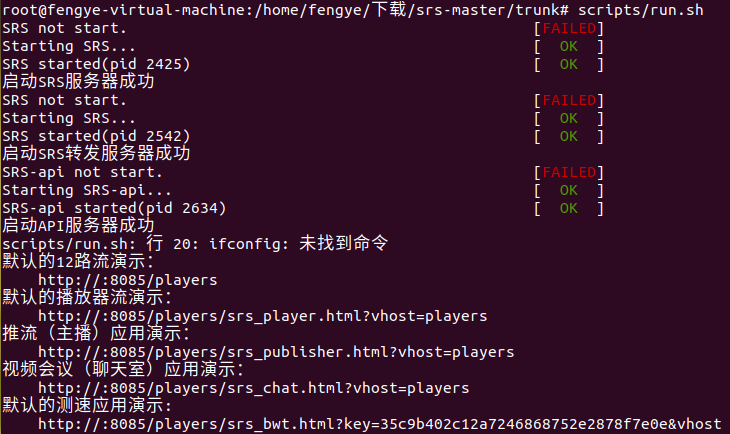 root@fengye-virtual-machine:/home/fengye/下载/srs-master/trunk# scripts/run.sh
SRS not start. [FAILED]
Starting SRS... [ OK ]
SRS started(pid 2425) [ OK ]
启动SRS服务器成功
SRS not start. [FAILED]
Starting SRS... [ OK ]
SRS started(pid 2542) [ OK ]
启动SRS转发服务器成功
SRS-api not start. [FAILED]
Starting SRS-api... [ OK ]
SRS-api started(pid 2634) [ OK ]
启动API服务器成功
scripts/run.sh: 行 20: ifconfig: 未找到命令
默认的12路流演示：
http://:8085/players
默认的播放器流演示：
http://:8085/players/srs_player.html?vhost=players
推流（主播）应用演示：
http://:8085/players/srs_publisher.html?vhost=players
视频会议（聊天室）应用演示：
http://:8085/players/srs_chat.html?vhost=players
默认的测速应用演示：
http://:8085/players/srs_bwt.html?key=35c9b402c12a7246868752e2878f7e0e&vhost